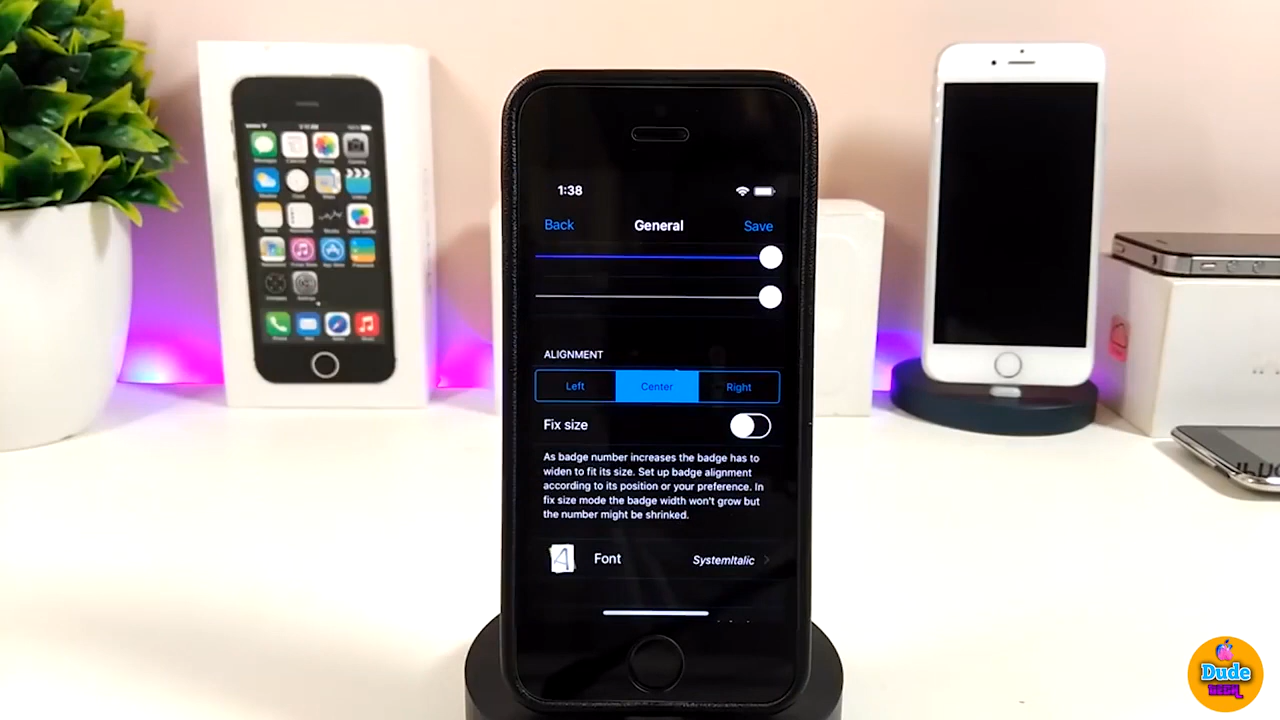 1:38
Back General Save
ALIGNMENT
Left Center Right
Fix size
As badge number increases the badge has to
widen to fit its size. Set up badge alignment
according to its position or your preference. In
fix size mode the badge width won't grow but
the number might be shrinked.
Font SystemItalic
Dude